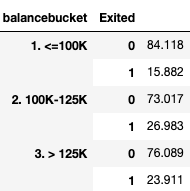 balancebucket Exited
1. <=100K 0 84.118
1 15.882
2. 100K-125K 0 73.017
1 26.983
3. > 125K 0 76.089
1 23.911